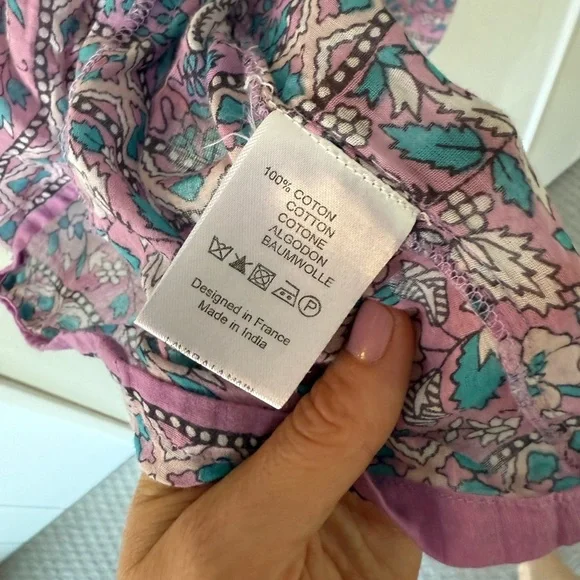 100% COTON
COTTON
COTONE
ALGODON
BAUMWOLLE
P
Designed in France
Made in India